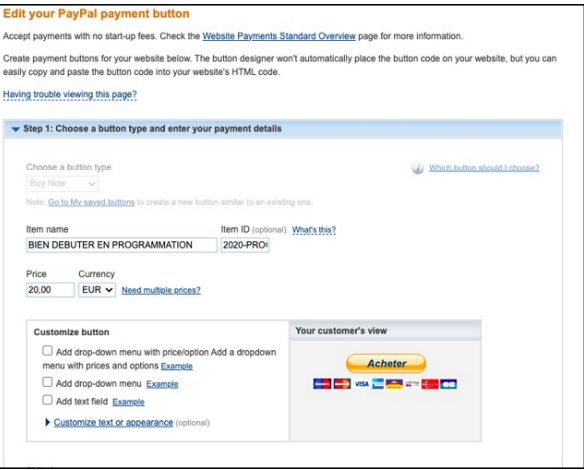 Edit your PayPal payment button
Accept payments with no start-up fees. Check the Website Payments Standard Overview page for more information.
Create payment buttons for your website below. The button designer won't automatically place the button code on your website, but you can
easily copy and paste the button code into your website's HTML code.
Having trouble viewing this page?
Step 1: Choose a button type and enter your payment details
Choose a button type
Which button should I choose?
Buy Now
Note: Go to My saved buttons to create a new button similar to an existing one.
Item name
Item ID (optional) What's this?
BIEN DEBUTER EN PROGRAMMATION
2020-PRO
Price
Currency
20,00
EUR
Need multiple prices?
Customize button
Your customer's view
Add drop-down menu with price/option Add a dropdown
menu with prices and options Example
Add drop-down menu Example
Add text field Example
Customize text or appearance (optional)
Acheter
VISA